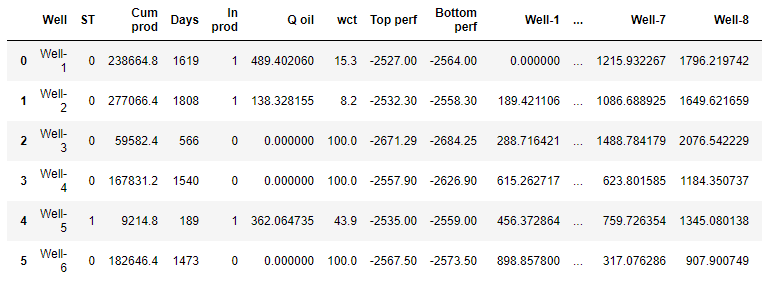 Well ST Cum prod Days In prod Q oil wct Top perf Bottom perf Well-1 ... Well-7 Well-8
0 Well-1 0 238664.8 1619 1 489.402060 15.3 -2527.00 -2564.00 0.000000 ... 1215.932267 1796.219742
1 Well-2 0 277066.4 1808 1 138.328155 8.2 -2532.30 -2558.30 189.421106 ... 1086.688925 1649.621659
2 Well-3 0 59582.4 566 0 0.000000 100.0 -2671.29 -2684.25 288.716421 ... 1488.784179 2076.542229
3 Well-4 0 167831.2 1540 0 0.000000 100.0 -2557.90 -2626.90 615.262717 ... 623.801585 1184.350737
4 Well-5 1 9214.8 189 1 362.064735 43.9 -2535.00 -2559.00 456.372864 ... 759.726354 1345.080138
5 Well-6 0 182646.4 1473 0 0.000000 100.0 -2567.50 -2573.50 898.857800 ... 317.076286 907.900749